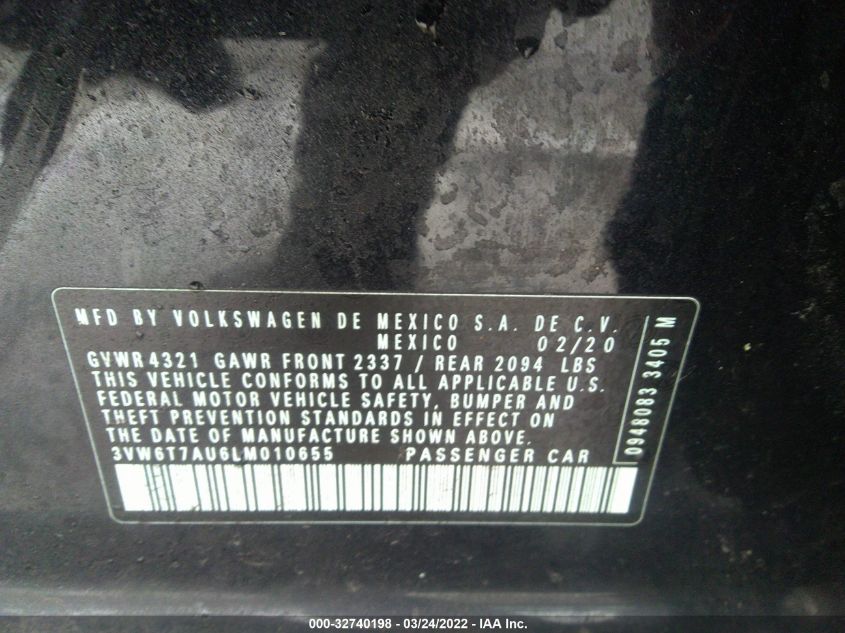 MFD BY VOLKSWAGEN DE MEXICO S.A. DE C.V.
MEXICO 02/20
GVWR 4321 GAWR FRONT 2337 / REAR 2094 LBS
THIS VEHICLE CONFORMS TO ALL APPLICABLE U.S.
FEDERAL MOTOR VEHICLE SAFETY, BUMPER AND
THEFT PREVENTION STANDARDS IN EFFECT ON
THE DATE OF MANUFACTURE SHOWN ABOVE.
3VW6T7AU6LM010655 PASSENGER CAR
0948083 3405 M
000-32740198 - 03/24/2022 - IAA Inc.